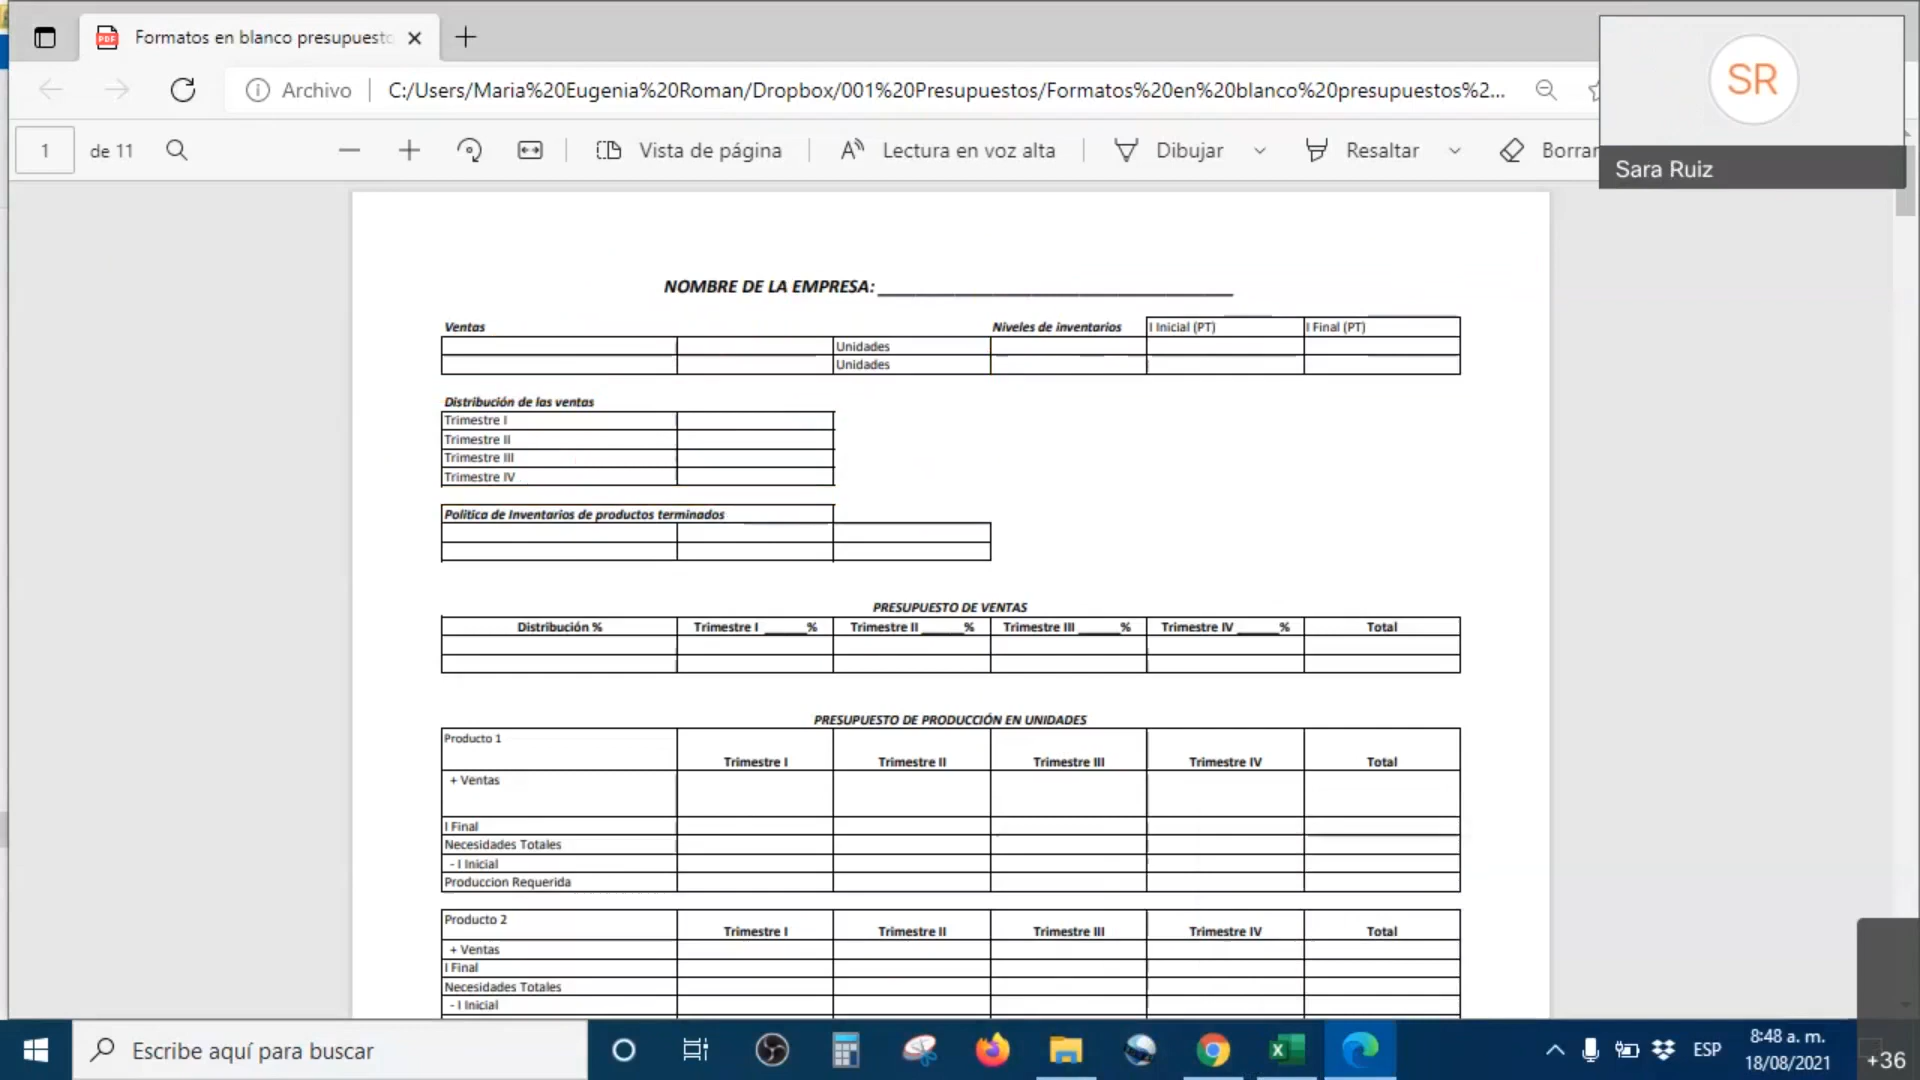 Formatos en blanco presupuesto
Archivo C:/Users/Maria%20Eugenia%20Roman/Dropbox/001%20Presupuestos/Formatos%20en%20blanco%20presupuestos%2...
SR
Sara Ruiz
1 de 11 Vista de página Lectura en voz alta Dibujar Resaltar Borrar
NOMBRE DE LA EMPRESA: ____________________
Ventas Niveles de inventarios I Inicial (PT) I Final (PT)
Unidades
Unidades
Distribución de las ventas
Trimestre I
Trimestre II
Trimestre III
Trimestre IV
Politica de Inventarios de productos terminados
PRESUPUESTO DE VENTAS
Distribución % Trimestre I ______% Trimestre II ______% Trimestre III ______% Trimestre IV ______% Total
PRESUPUESTO DE PRODUCCIÓN EN UNIDADES
Producto 1
Trimestre I Trimestre II Trimestre III Trimestre IV Total
+ Ventas
I Final
Necesidades Totales
- I Inicial
Produccion Requerida
Producto 2
Trimestre I Trimestre II Trimestre III Trimestre IV Total
+ Ventas
I Final
Necesidades Totales
- I Inicial
Escribe aquí para buscar
ESP
8:48 a. m.
18/08/2021
+36